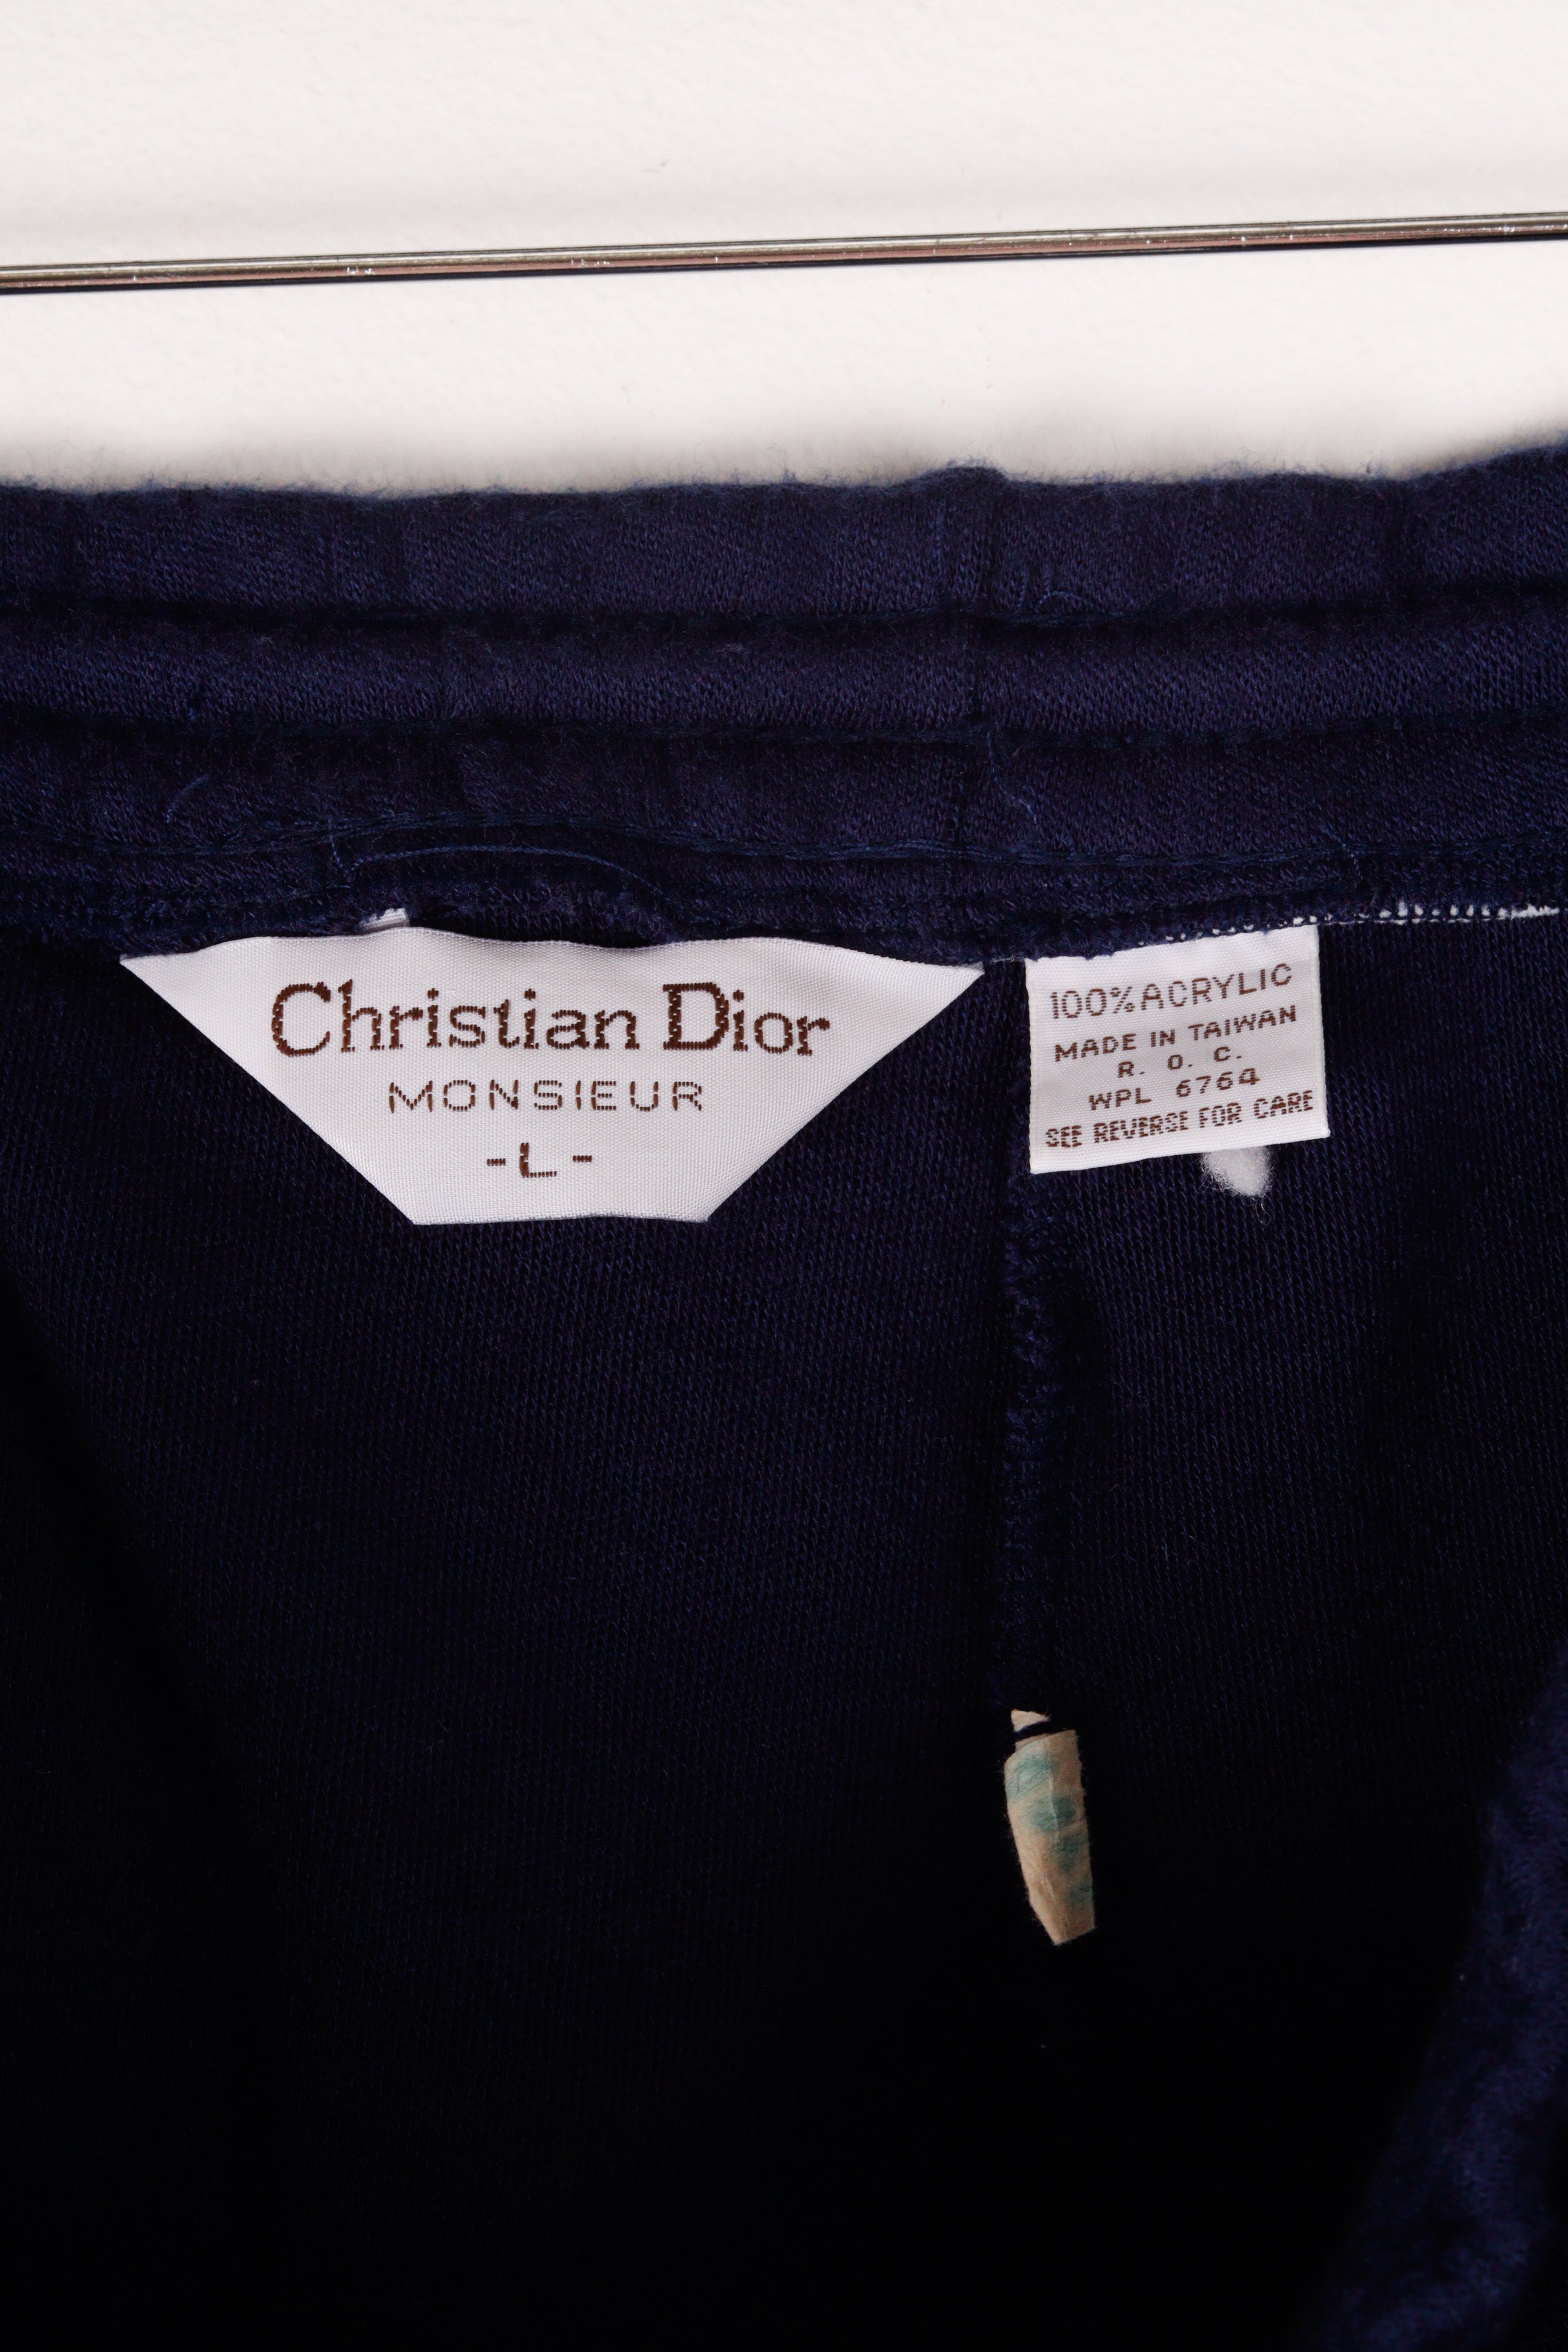 Christian Dior
MONSIEUR
-L-
100% ACRYLIC
MADE IN TAIWAN
R. O. C.
WPL 6764
SEE REVERSE FOR CARE